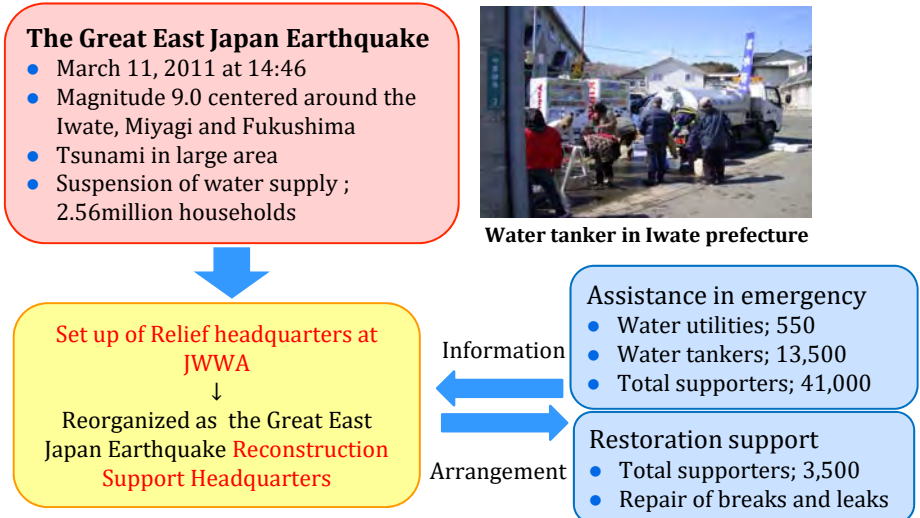 The Great East Japan Earthquake
● March 11, 2011 at 14:46
● Magnitude 9.0 centered around the
Iwate, Miyagi and Fukushima
● Tsunami in large area
● Suspension of water supply ;
2.56million households
Water tanker in Iwate prefecture
Set up of Relief headquarters at
JWWA
↓
Reorganized as the Great East
Japan Earthquake Reconstruction
Support Headquarters
Information
Arrangement
Assistance in emergency
● Water utilities; 550
● Water tankers; 13,500
● Total supporters; 41,000
Restoration support
● Total supporters; 3,500
● Repair of breaks and leaks